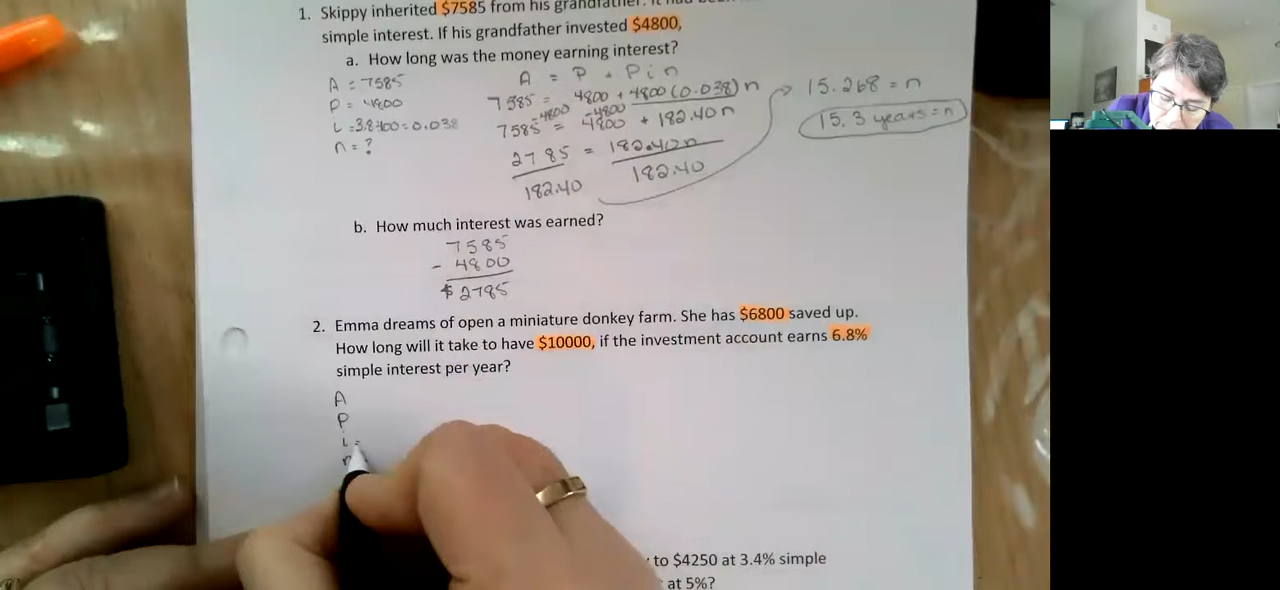 1. Skippy inherited $7585 from his grandfather. It had been
simple interest. If his grandfather invested $4800,
a. How long was the money earning interest?
A = 7585
P = 4800
i = 3.8÷100 = 0.038
n = ?
A = P + Pin
7585 = 4800 + 4800(0.038)n
-4800 -4800
7585 = 4800 + 182.40n
2785 = 182.40n
182.40 182.40
15.268 = n
15.3 years = n
b. How much interest was earned?
7585
- 4800
$2785
2. Emma dreams of open a miniature donkey farm. She has $6800 saved up.
How long will it take to have $10000, if the investment account earns 6.8%
simple interest per year?
A
P
i =
n
to $4250 at 3.4% simple
at 5%?